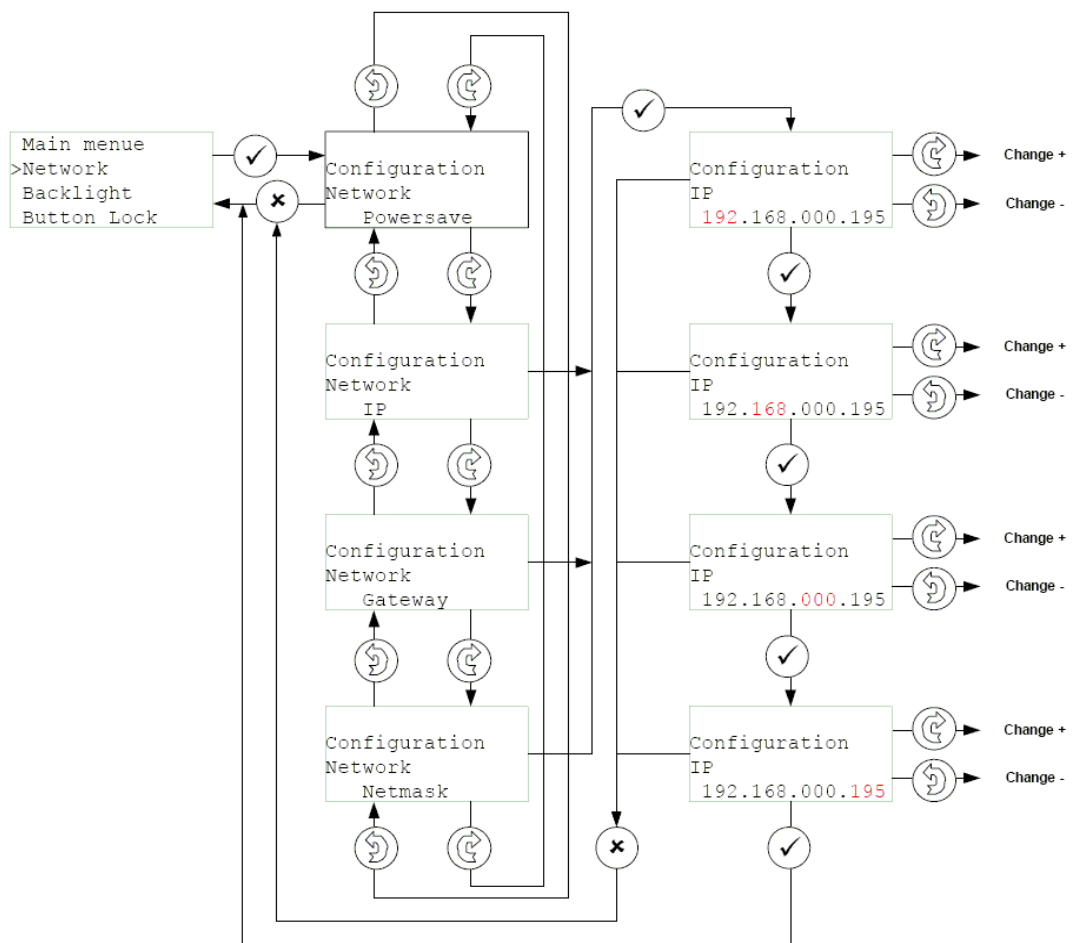 Main menue
>Network
Backlight
Button Lock
Configuration
Network
Powersave
Configuration
Network
IP
Configuration
Network
Gateway
Configuration
Network
Netmask
Configuration
IP
192.168.000.195
Change +
Change -
Configuration
IP
192.168.000.195
Change +
Change -
Configuration
IP
192.168.000.195
Change +
Change -
Configuration
IP
192.168.000.195
Change +
Change -